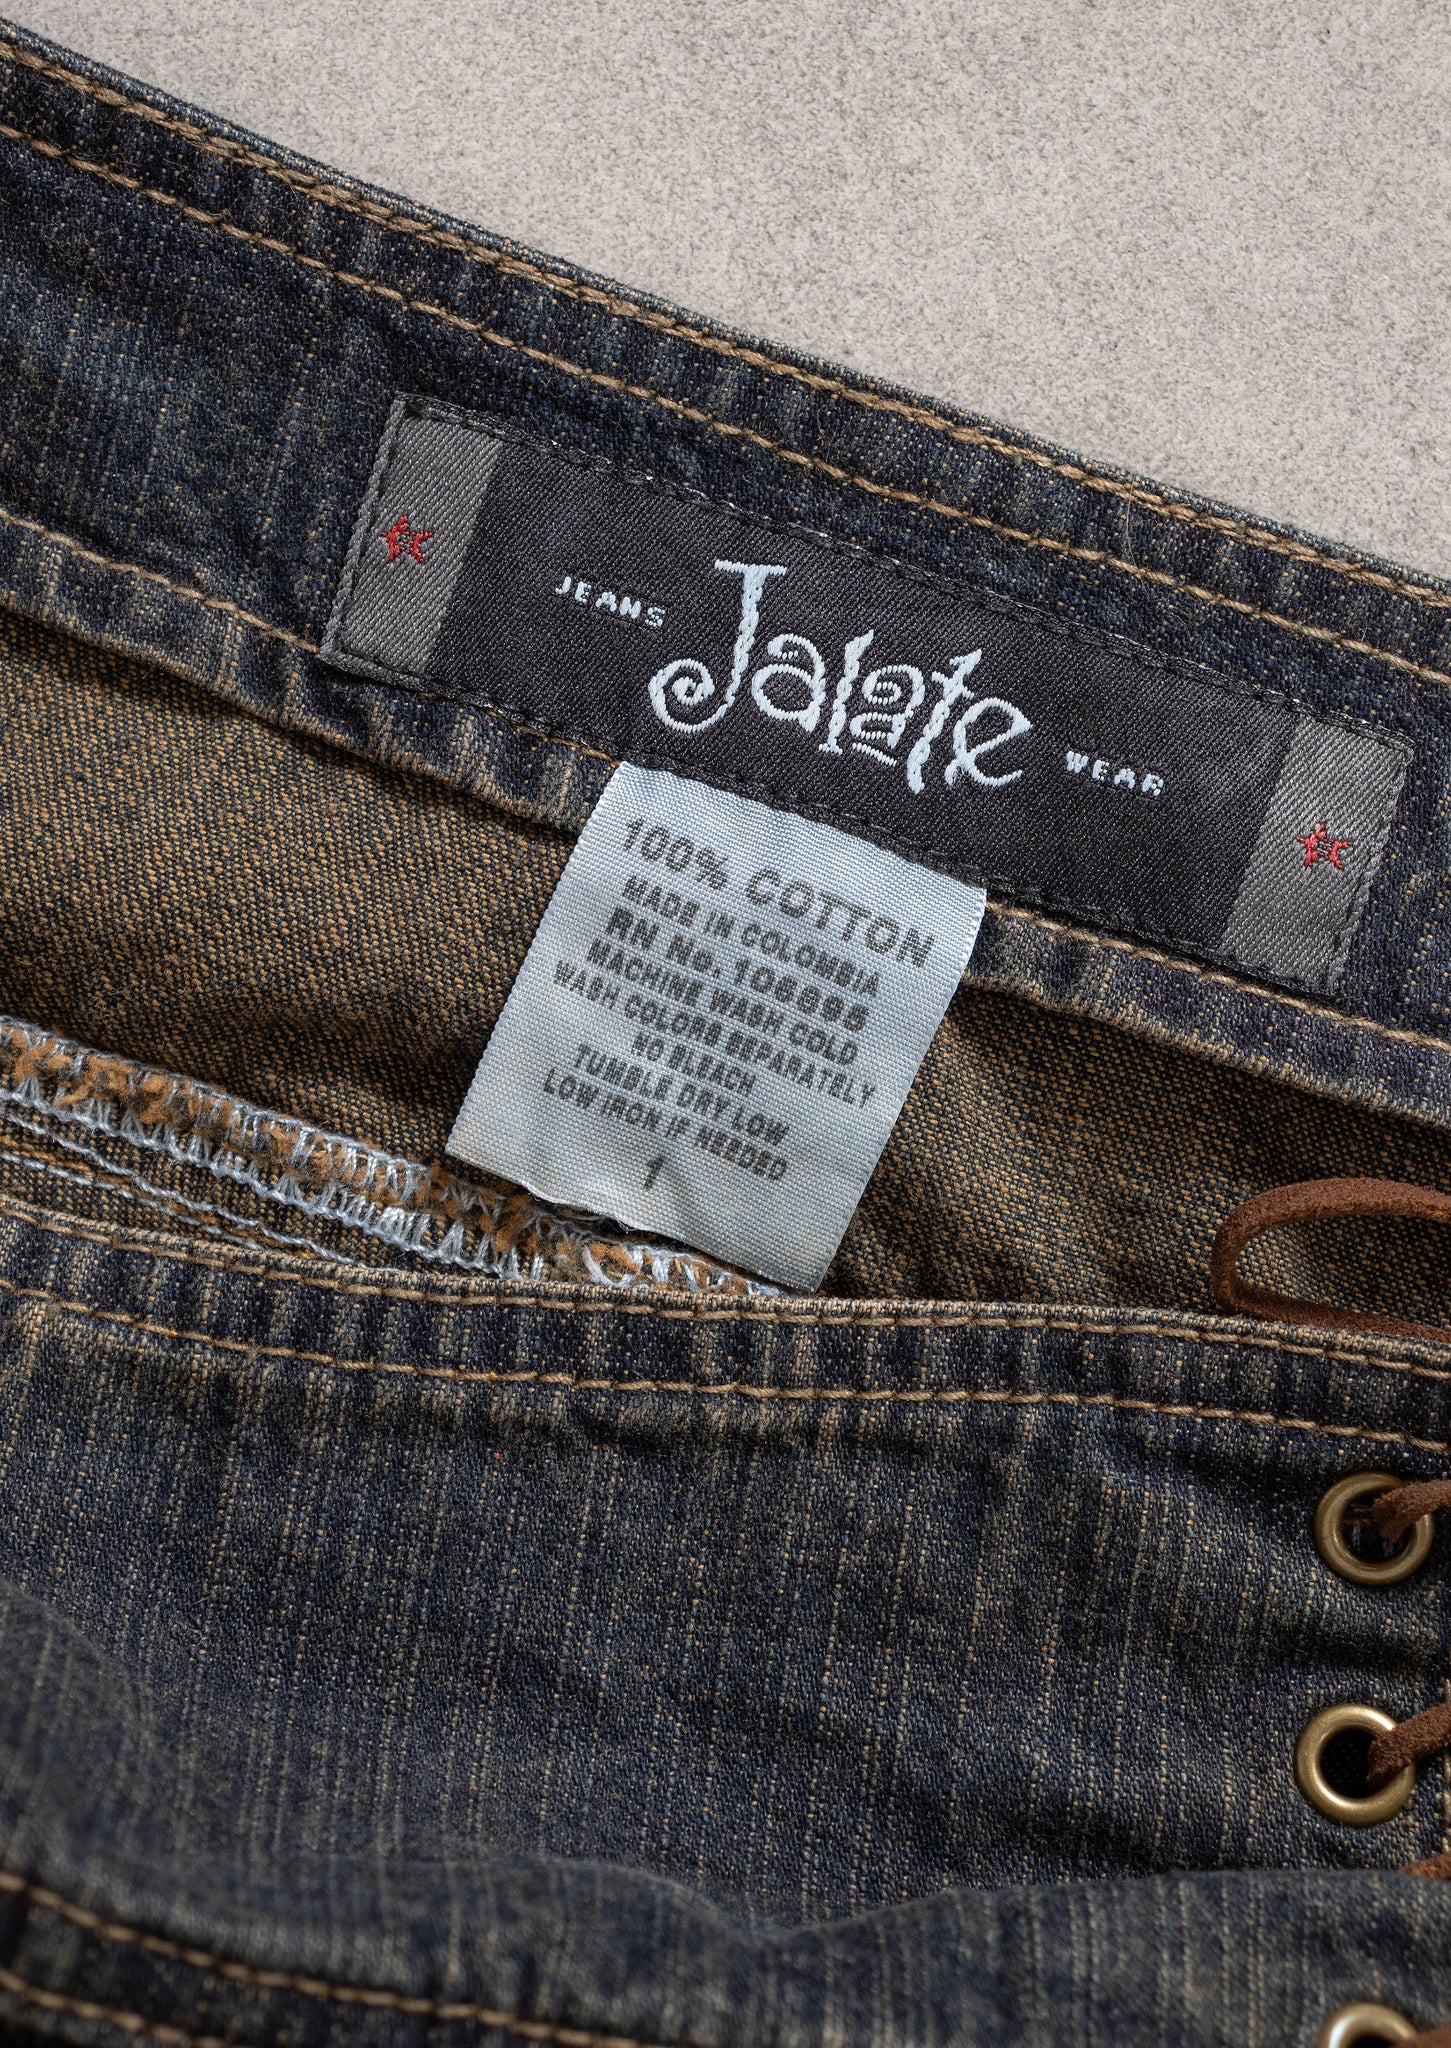 JEANS Jalate WEAR
100% COTTON
MADE IN COLOMBIA
RN NO. 106895
MACHINE WASH COLD
WASH COLORS SEPARATELY
NO BLEACH
TUMBLE DRY LOW
LOW IRON IF NEEDED
1